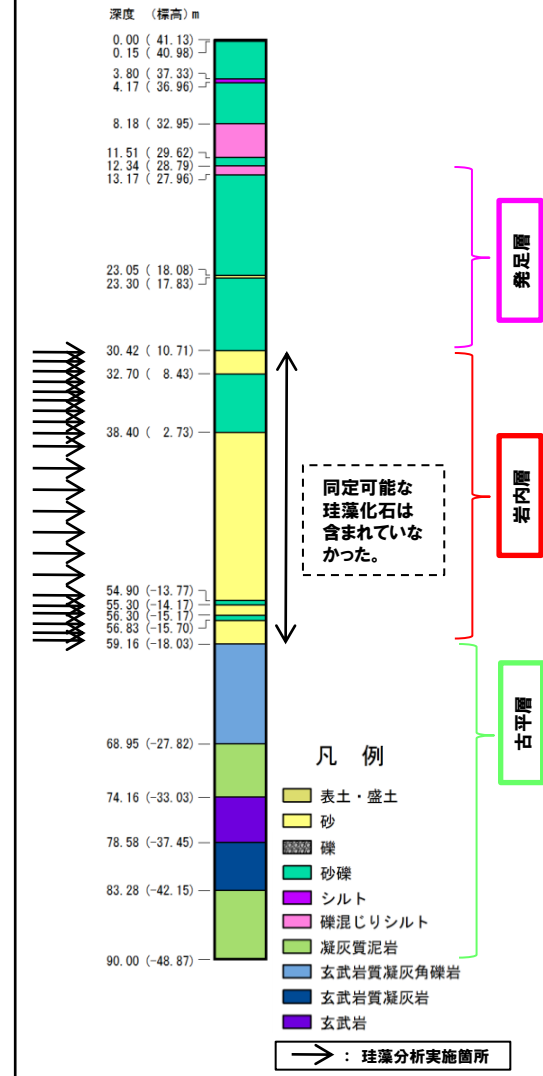 深度 (標高) m
0.00 ( 41.13)
0.15 ( 40.98)
3.80 ( 37.33)
4.17 ( 36.96)
8.18 ( 32.95)
11.51 ( 29.62)
12.34 ( 28.79)
13.17 ( 27.96)
23.05 ( 18.08)
23.30 ( 17.83)
30.42 ( 10.71)
32.70 ( 8.43)
38.40 ( 2.73)
54.90 (-13.77)
55.30 (-14.17)
56.30 (-15.17)
56.83 (-15.70)
59.16 (-18.03)
68.95 (-27.82)
74.16 (-33.03)
78.58 (-37.45)
83.28 (-42.15)
90.00 (-48.87)
発足層
岩内層
古平層
同定可能な
珪藻化石は
含まれていな
かった。
凡 例
表土・盛土
砂
礫
砂礫
シルト
礫混じりシルト
凝灰質泥岩
玄武岩質凝灰角礫岩
玄武岩質凝灰岩
玄武岩
: 珪藻分析実施箇所